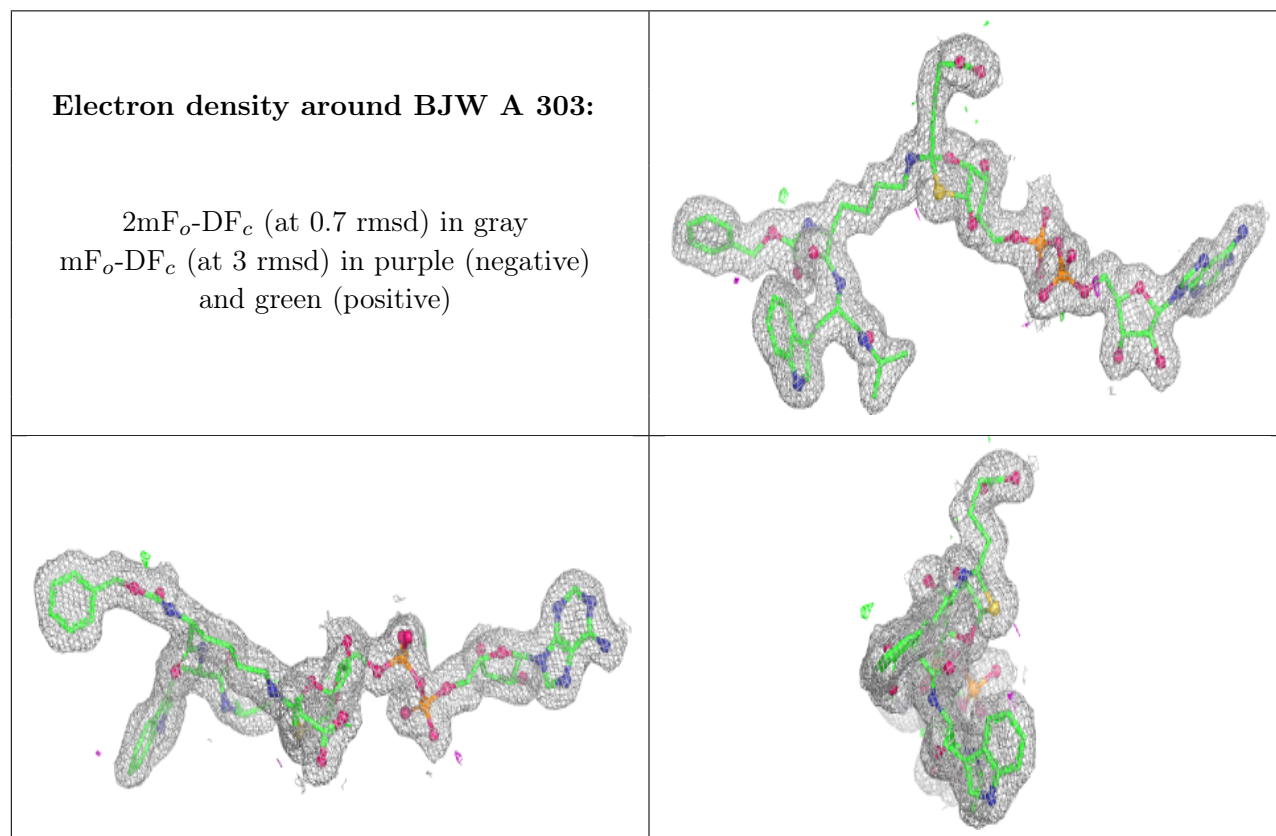 Electron density around BJW A 303:
2mFₒ-DF𝒸 (at 0.7 rmsd) in gray
mFₒ-DF𝒸 (at 3 rmsd) in purple (negative)
and green (positive)